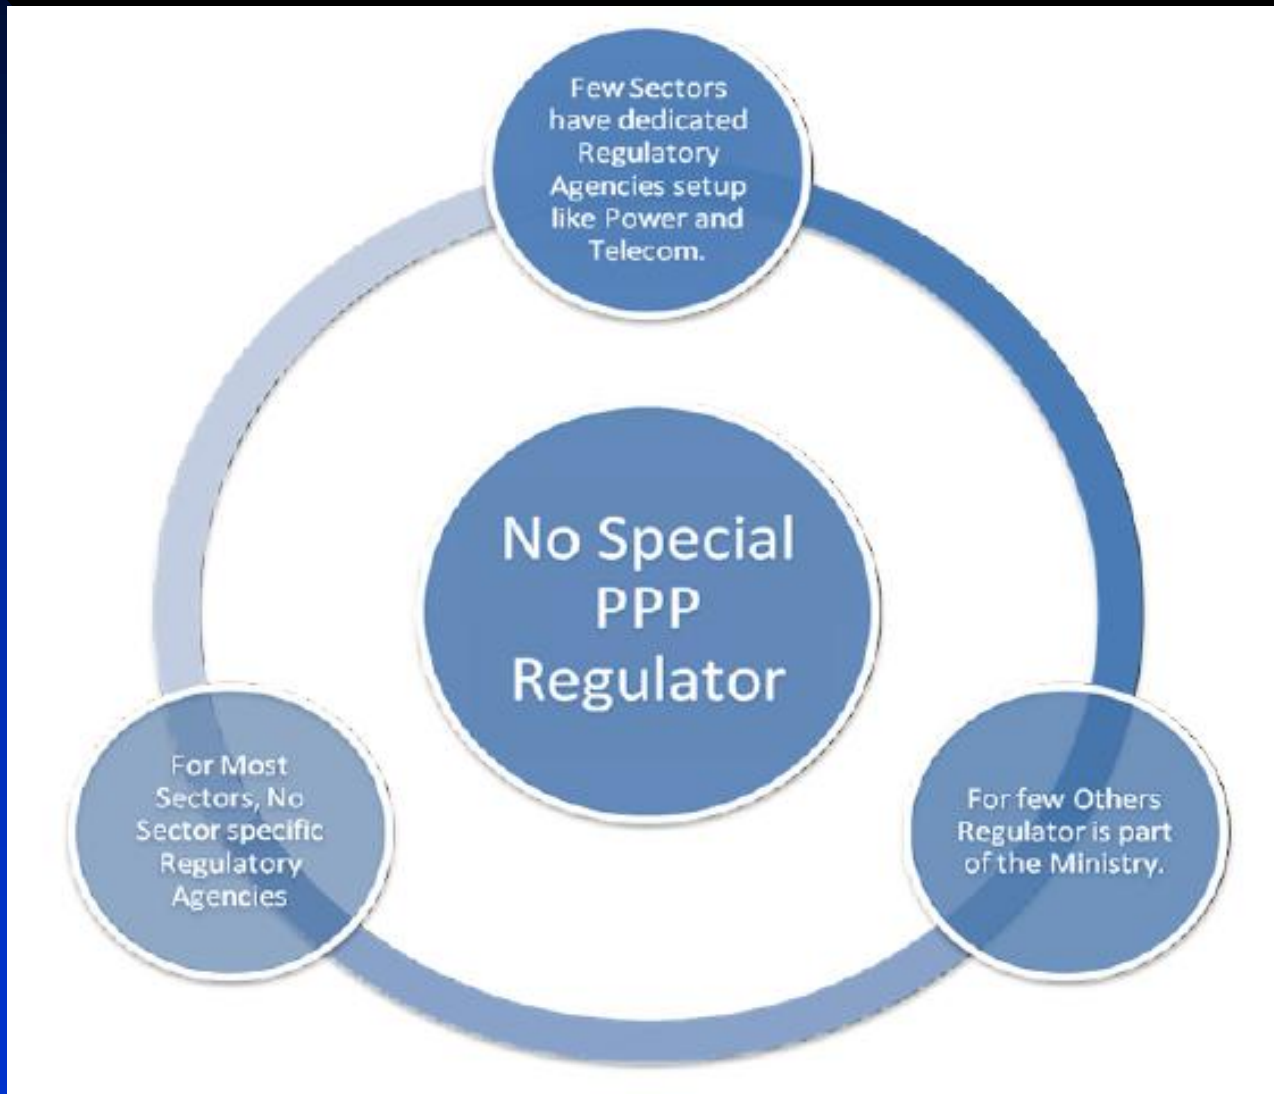 Few Sectors
have dedicated
Regulatory
Agencies setup
like Power and
Telecom.
No Special
PPP
Regulator
For Most
Sectors, No
Sector specific
Regulatory
Agencies
For few Others
Regulator is part
of the Ministry.